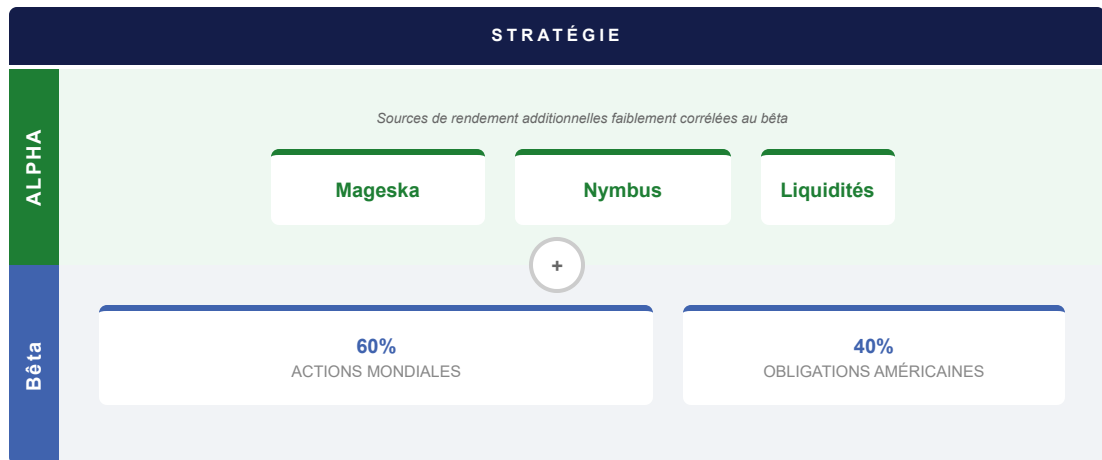 STRATÉGIE
ALPHA
Sources de rendement additionnelles faiblement corrélées au bêta
Mageska
Nymbus
Liquidités
+
Bêta
60%
ACTIONS MONDIALES
40%
OBLIGATIONS AMÉRICAINES